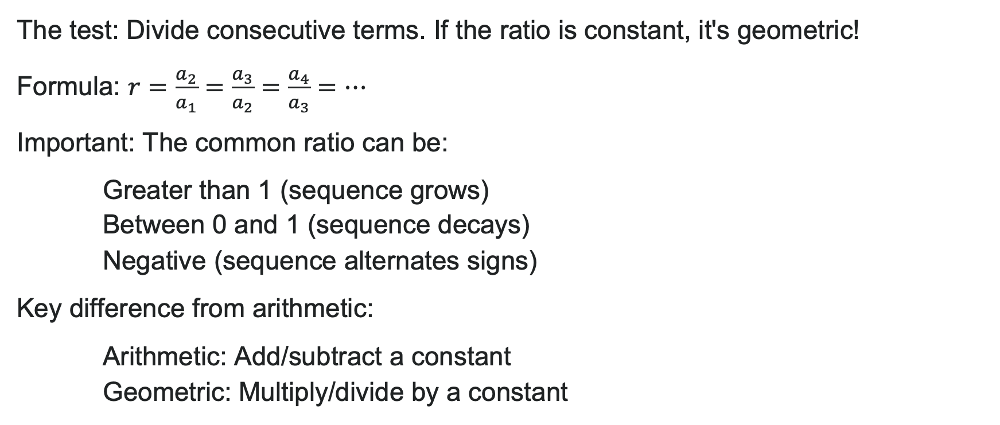 The test: Divide consecutive terms. If the ratio is constant, it's geometric!
Formula: $r = \frac{a_2}{a_1} = \frac{a_3}{a_2} = \frac{a_4}{a_3} = \cdots$
Important: The common ratio can be:
Greater than 1 (sequence grows)
Between 0 and 1 (sequence decays)
Negative (sequence alternates signs)
Key difference from arithmetic:
Arithmetic: Add/subtract a constant
Geometric: Multiply/divide by a constant